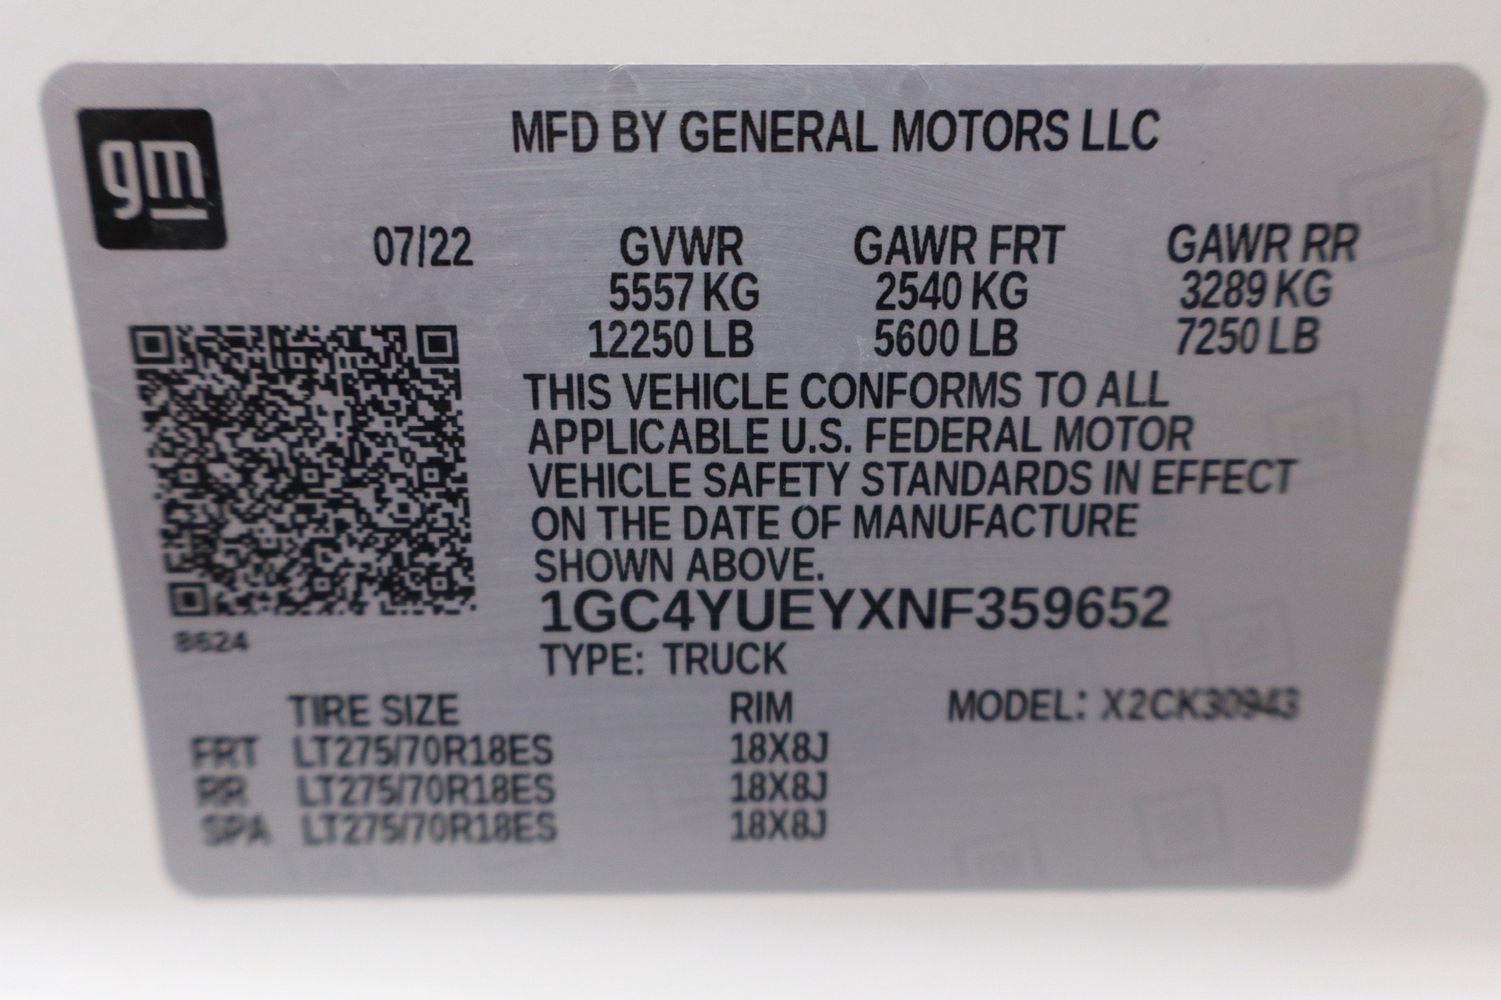 gm
MFD BY GENERAL MOTORS LLC
07/22 GVWR GAWR FRT GAWR RR
5557 KG 2540 KG 3289 KG
12250 LB 5600 LB 7250 LB
THIS VEHICLE CONFORMS TO ALL
APPLICABLE U.S. FEDERAL MOTOR
VEHICLE SAFETY STANDARDS IN EFFECT
ON THE DATE OF MANUFACTURE
SHOWN ABOVE.
1GC4YUEYXNF359652
8624
TYPE: TRUCK
TIRE SIZE RIM MODEL: X2CK30943
FRT LT275/70R18ES 18X8J
RR LT275/70R18ES 18X8J
SPA LT275/70R18ES 18X8J